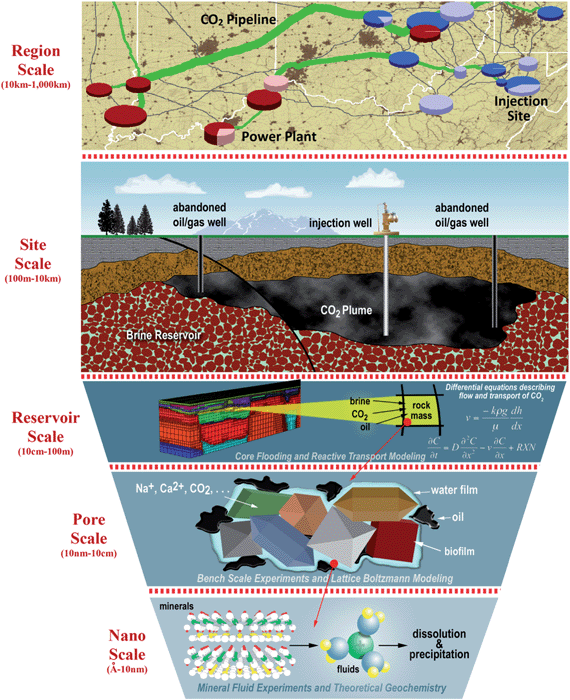 Region
Scale
(10km-1,000km)
CO2 Pipeline
Injection
Site
Power Plant
Site
Scale
(100m-10km)
abandoned
oil/gas well
injection well
abandoned
oil/gas well
CO2 Plume
Brine Reservoir
Reservoir
Scale
(10cm-100m)
brine
CO2
oil
rock
mass
Differential equations describing
flow and transport of CO2
v = -kρg/μ dh/dx
∂C/∂t = D ∂²C/∂x² - v ∂C/∂x + RXN
Core Flooding and Reactive Transport Modeling
Pore
Scale
(10nm-10cm)
Na+, Ca2+, CO2, . . .
water film
oil
biofilm
Bench Scale Experiments and Lattice Boltzmann Modeling
Nano
Scale
(Å-10nm)
minerals
fluids
dissolution
&
precipitation
Mineral Fluid Experiments and Theoretical Geochemistry